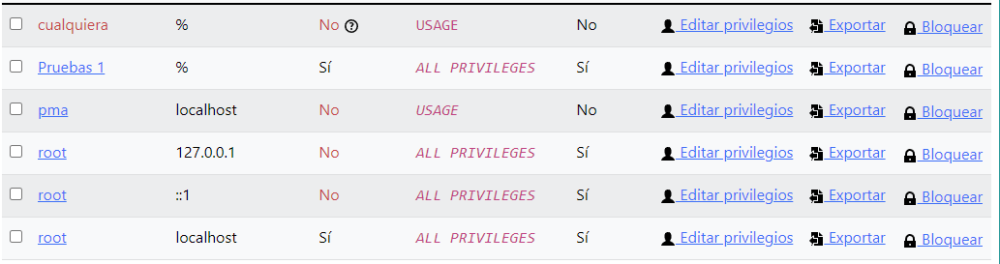 cualquiera % No USAGE No Editar privilegios Exportar Bloquear
Pruebas 1 % Sí ALL PRIVILEGES Sí Editar privilegios Exportar Bloquear
pma localhost No USAGE No Editar privilegios Exportar Bloquear
root 127.0.0.1 No ALL PRIVILEGES Sí Editar privilegios Exportar Bloquear
root ::1 No ALL PRIVILEGES Sí Editar privilegios Exportar Bloquear
root localhost Sí ALL PRIVILEGES Sí Editar privilegios Exportar Bloquear